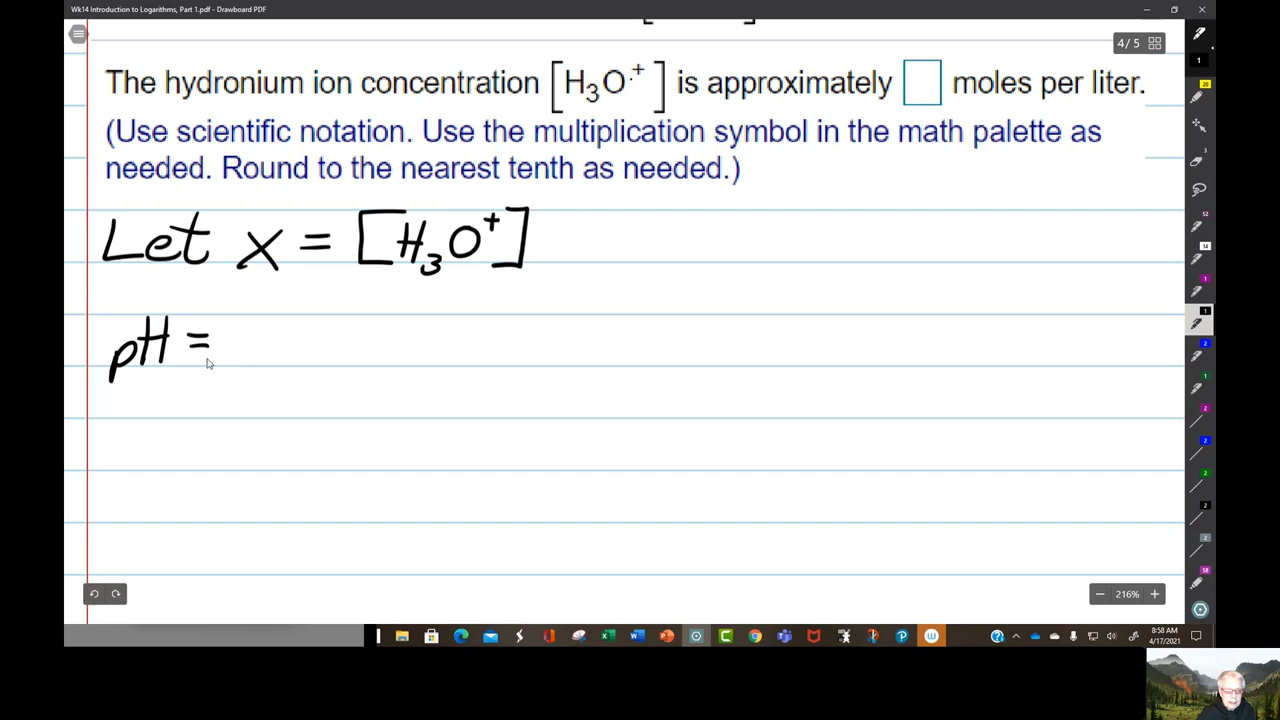 Wk14 Introduction to Logarithms, Part 1.pdf - Drawboard PDF
4 / 5
The hydronium ion concentration [H₃O⁺] is approximately moles per liter.
(Use scientific notation. Use the multiplication symbol in the math palette as
needed. Round to the nearest tenth as needed.)
Let x = [H₃O⁺]
pH =
216%
8:58 AM
4/17/2021